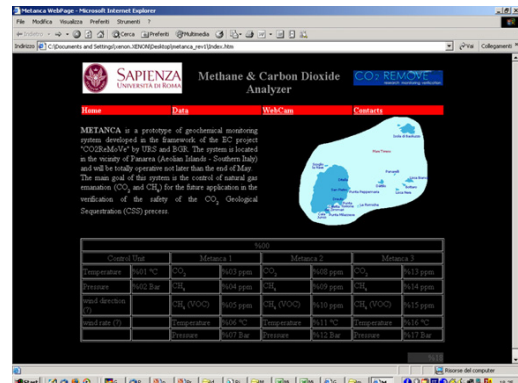 Metanca WebPage - Microsoft Internet Explorer
File Modifica Visualizza Preferiti Strumenti ?
Indietro Cerca Preferiti Multimedia
Indirizzo C:\Documents and Settings\xenon.XENON\Desktop\metanca_rev1\Index.htm Vai Collegamenti
SAPIENZA
UNIVERSITÀ DI ROMA
Methane & Carbon Dioxide
Analyzer
CO2 REMOVE
Home Data WebCam Contacts
METANCA is a prototype of geochemical monitoring
system developed in the framework of the EC project
"CO2ReMoVe" by URS and BGR. The system is located
in the vicinity of Panarea (Aeolian Islands - Southern Italy)
and will be totally operative not later than the end of May.
The main goal of this system is the control of natural gas
emanation (CO2 and CH4) for the future application in the
verification of the safety of the CO2 Geological
Sequestration (CSS) precess.
%00
Control Unit Metanca 1 Metanca 2 Metanca 3
Temperature %01 °C CO2 %03 ppm CO2 %08 ppm CO2 %13 ppm
Pressure %02 Bar CH4 %04 ppm CH4 %09 ppm CH4 %14 ppm
wind direction (?) CH4 (VOC) %05 ppm CH4 (VOC) %10 ppm CH4 (VOC) %15 ppm
wind rate (?) Temperature %06 °C Temperature %11 °C Temperature %16 °C
Pressure %07 Bar Pressure %12 Bar Pressure %17 Bar
Risorse del computer